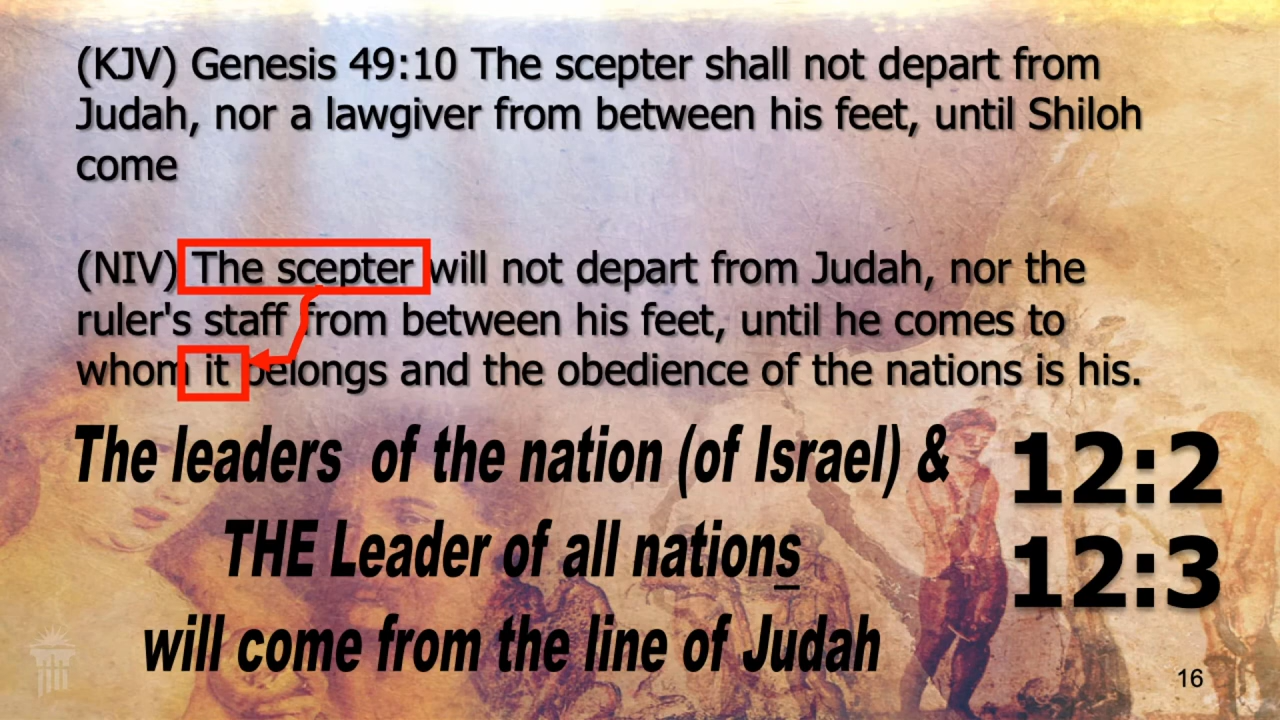 (KJV) Genesis 49:10 The scepter shall not depart from
Judah, nor a lawgiver from between his feet, until Shiloh
come
(NIV) The scepter will not depart from Judah, nor the
ruler's staff from between his feet, until he comes to
whom it belongs and the obedience of the nations is his.
The leaders of the nation (of Israel) &
THE Leader of all nations
will come from the line of Judah
12:2
12:3
16